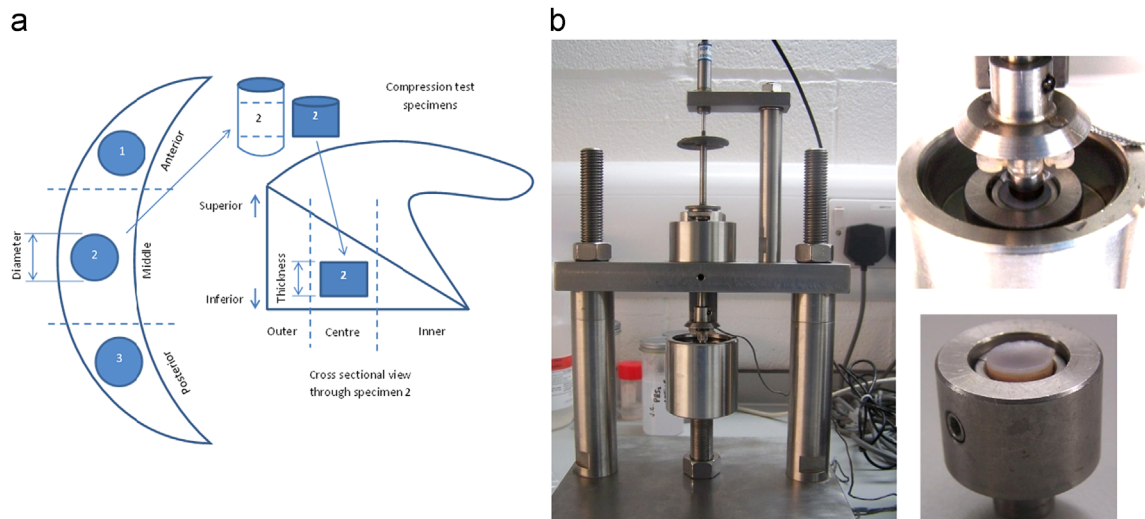 a
b
1
Anterior
2
Middle
Diameter
3
Posterior
2
2
Compression test
specimens
Superior
Inferior
Thickness
2
Outer
Centre
Inner
Cross sectional view
through specimen 2